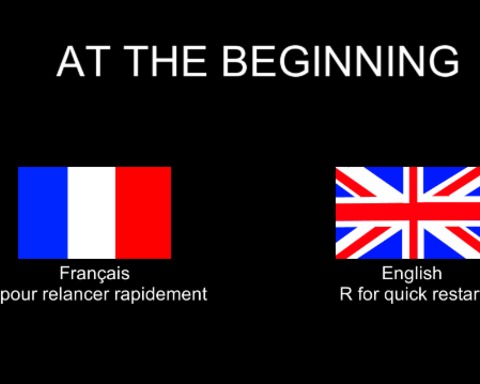 AT THE BEGINNING
Français
pour relancer rapidement
English
R for quick restar